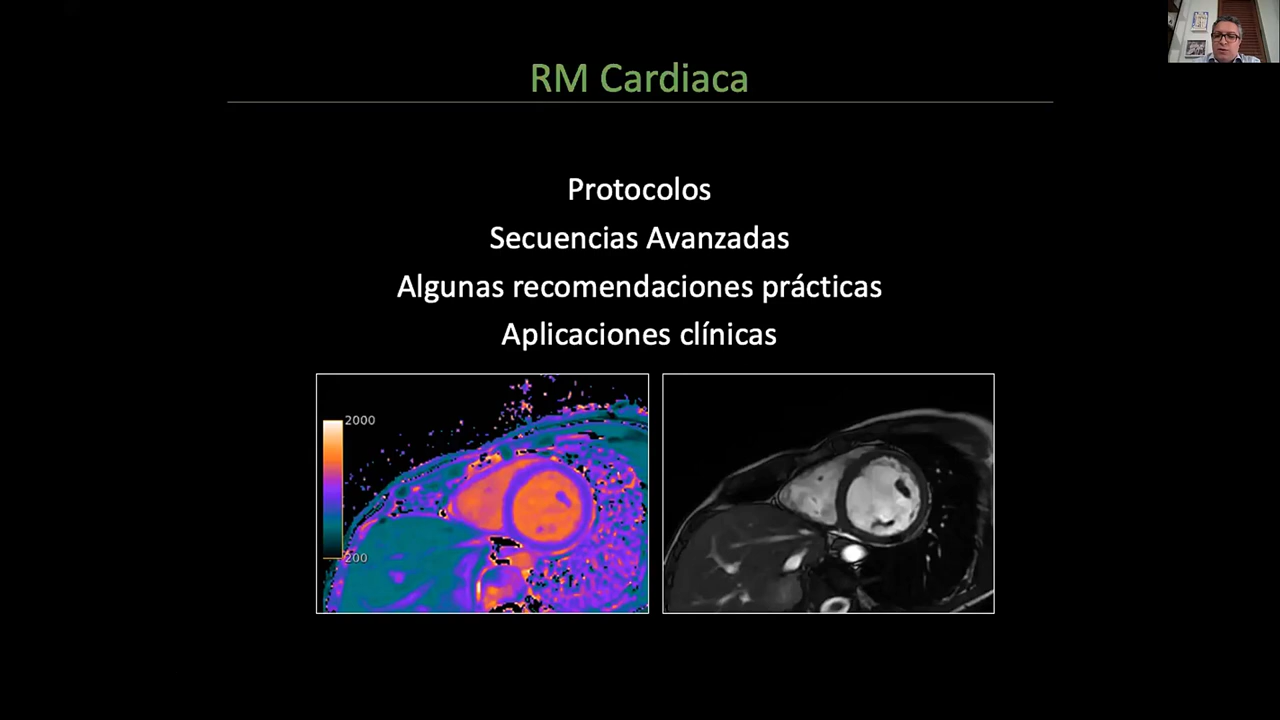 RM Cardiaca
Protocolos
Secuencias Avanzadas
Algunas recomendaciones prácticas
Aplicaciones clínicas
2000
200